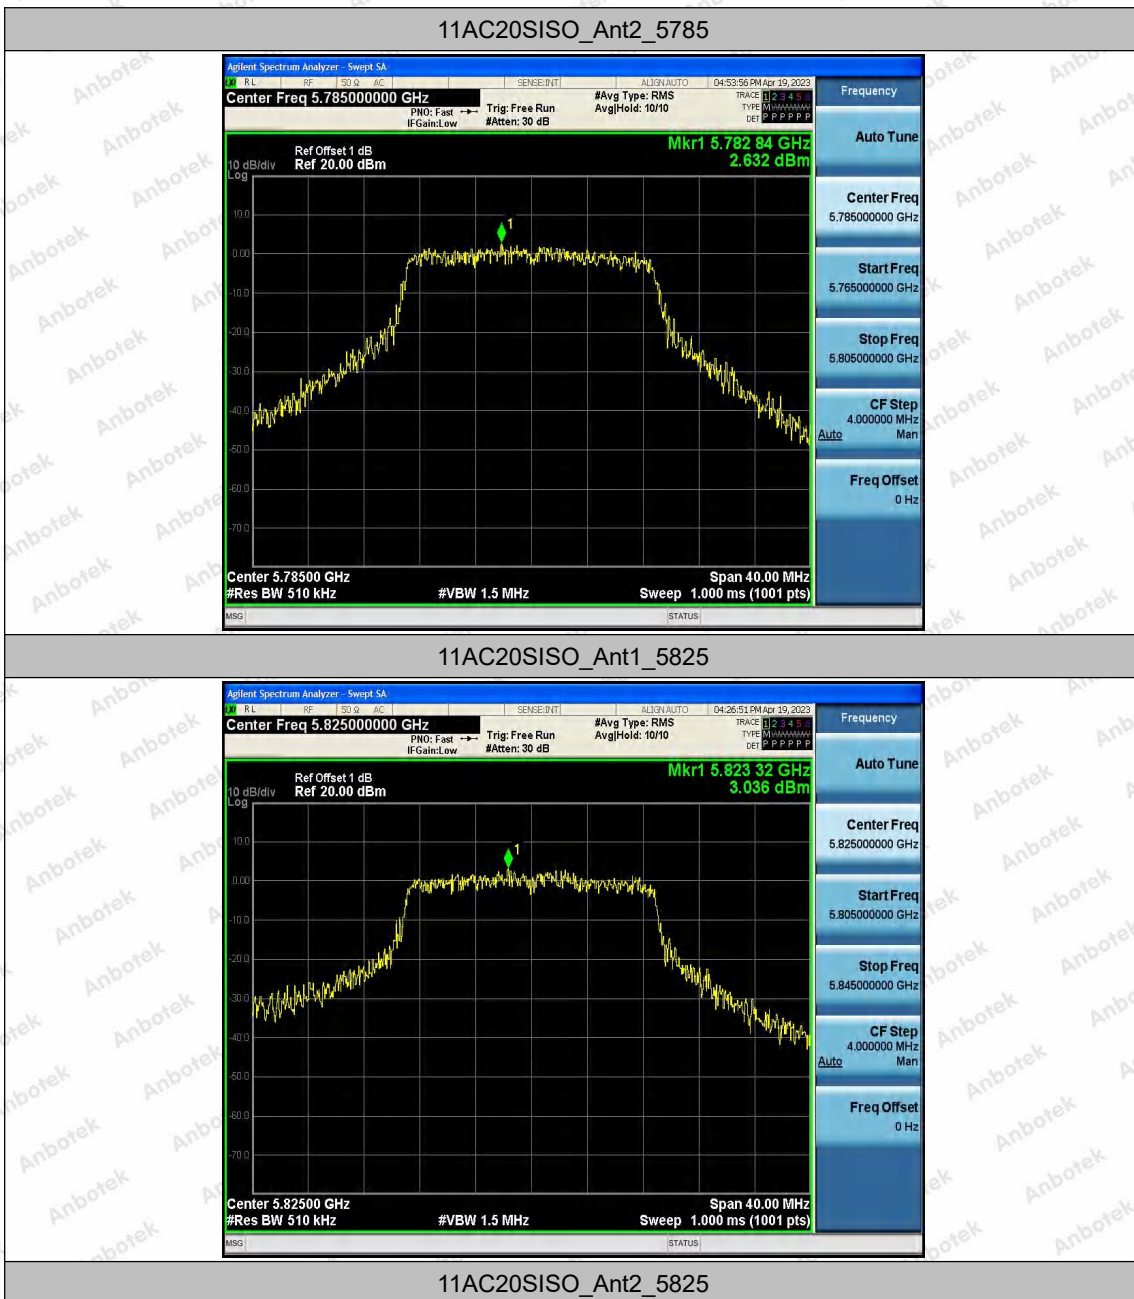 11AC20SISO_Ant2_5785
Agilent Spectrum Analyzer - Swept SA
RL RF 50 Ω AC SENSE:INT ALIGN AUTO 04:53:56 PM Apr 19, 2023
Center Freq 5.785000000 GHz
PNO: Fast
IFGain:Low
Trig: Free Run
#Atten: 30 dB
#Avg Type: RMS
Avg|Hold: 10/10
TRACE 1 2 3 4 5 6
TYPE M
DET P P P P P P
Frequency
Auto Tune
Center Freq
5.785000000 GHz
Start Freq
5.765000000 GHz
Stop Freq
5.805000000 GHz
CF Step
4.000000 MHz
Auto Man
Freq Offset
0 Hz
Mkr1 5.782 84 GHz
2.632 dBm
Ref Offset 1 dB
10 dB/div Ref 20.00 dBm
Log
10.0
0.00
-10.0
-20.0
-30.0
-40.0
-50.0
-60.0
-70.0
1
Center 5.78500 GHz Span 40.00 MHz
#Res BW 510 kHz #VBW 1.5 MHz Sweep 1.000 ms (1001 pts)
MSG STATUS
11AC20SISO_Ant1_5825
Agilent Spectrum Analyzer - Swept SA
RL RF 50 Ω AC SENSE:INT ALIGN AUTO 04:26:51 PM Apr 19, 2023
Center Freq 5.825000000 GHz
PNO: Fast
IFGain:Low
Trig: Free Run
#Atten: 30 dB
#Avg Type: RMS
Avg|Hold: 10/10
TRACE 1 2 3 4 5 6
TYPE M
DET P P P P P P
Frequency
Auto Tune
Center Freq
5.825000000 GHz
Start Freq
5.805000000 GHz
Stop Freq
5.845000000 GHz
CF Step
4.000000 MHz
Auto Man
Freq Offset
0 Hz
Mkr1 5.823 32 GHz
3.036 dBm
Ref Offset 1 dB
10 dB/div Ref 20.00 dBm
Log
10.0
0.00
-10.0
-20.0
-30.0
-40.0
-50.0
-60.0
-70.0
1
Center 5.82500 GHz Span 40.00 MHz
#Res BW 510 kHz #VBW 1.5 MHz Sweep 1.000 ms (1001 pts)
MSG STATUS
11AC20SISO_Ant2_5825
Anbotek